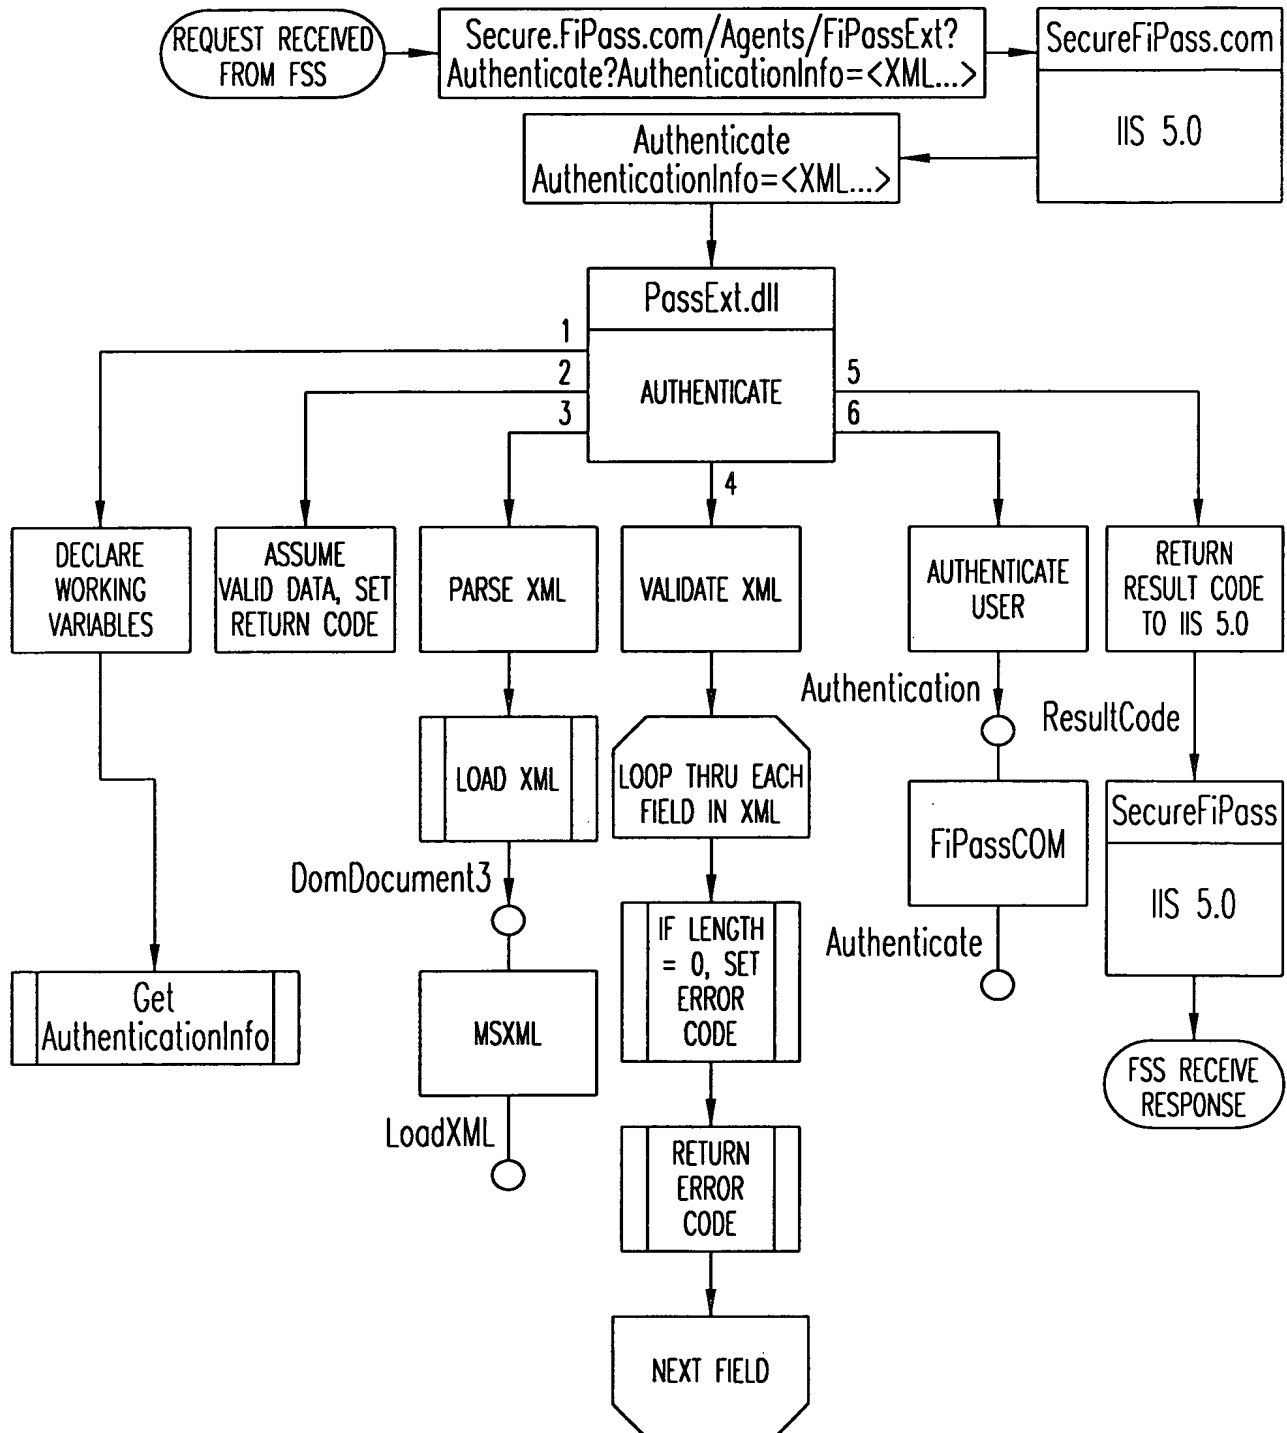 REQUEST RECEIVED
FROM FSS
Secure.FiPass.com/Agents/FiPassExt?
Authenticate?AuthenticationInfo=<XML...>
SecureFiPass.com
IIS 5.0
Authenticate
AuthenticationInfo=<XML...>
PassExt.dll
AUTHENTICATE
1
2
3
4
5
6
DECLARE
WORKING
VARIABLES
ASSUME
VALID DATA, SET
RETURN CODE
PARSE XML
VALIDATE XML
AUTHENTICATE
USER
RETURN
RESULT CODE
TO IIS 5.0
Get
AuthenticationInfo
LOAD XML
DomDocument3
MSXML
LoadXML
LOOP THRU EACH
FIELD IN XML
IF LENGTH
= 0, SET
ERROR
CODE
RETURN
ERROR
CODE
NEXT FIELD
Authentication
FiPassCOM
Authenticate
ResultCode
SecureFiPass
IIS 5.0
FSS RECEIVE
RESPONSE